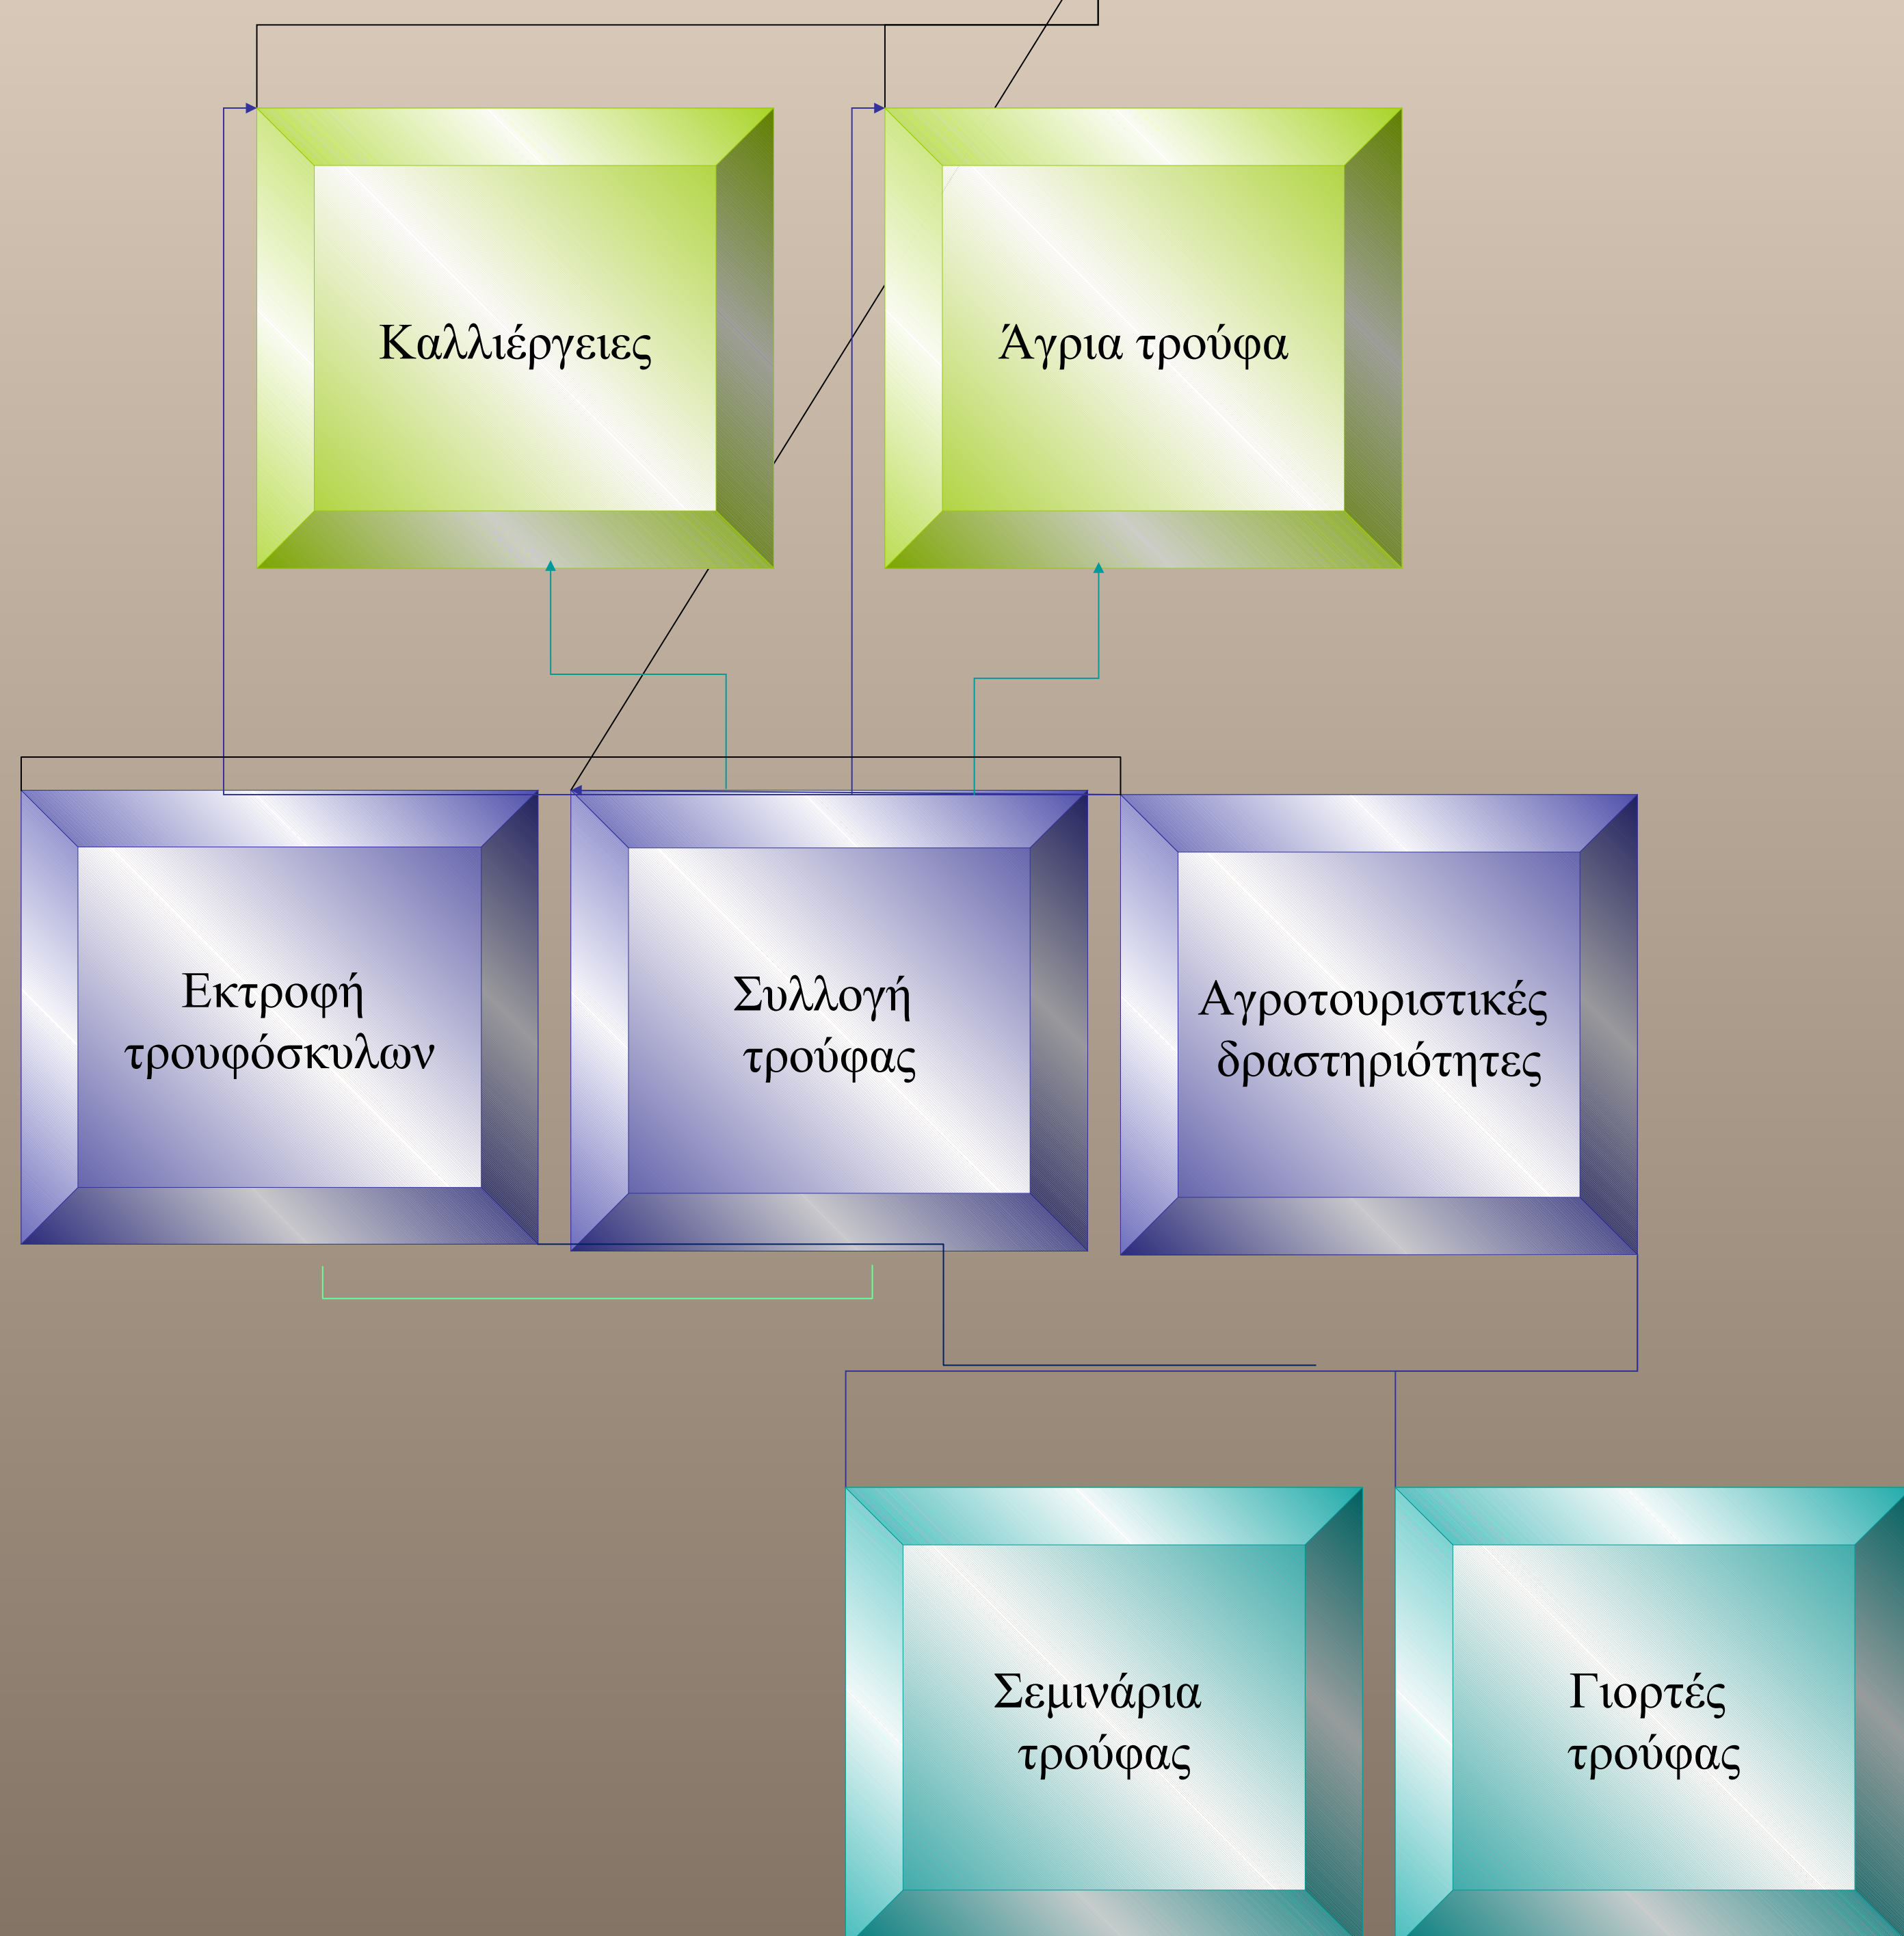 Καλλιέργειες
Άγρια τρούφα
Εκτροφή
τρουφόσκυλων
Συλλογή
τρούφας
Αγροτουριστικές
δραστηριότητες
Σεμινάρια
τρούφας
Γιορτές
τρούφας